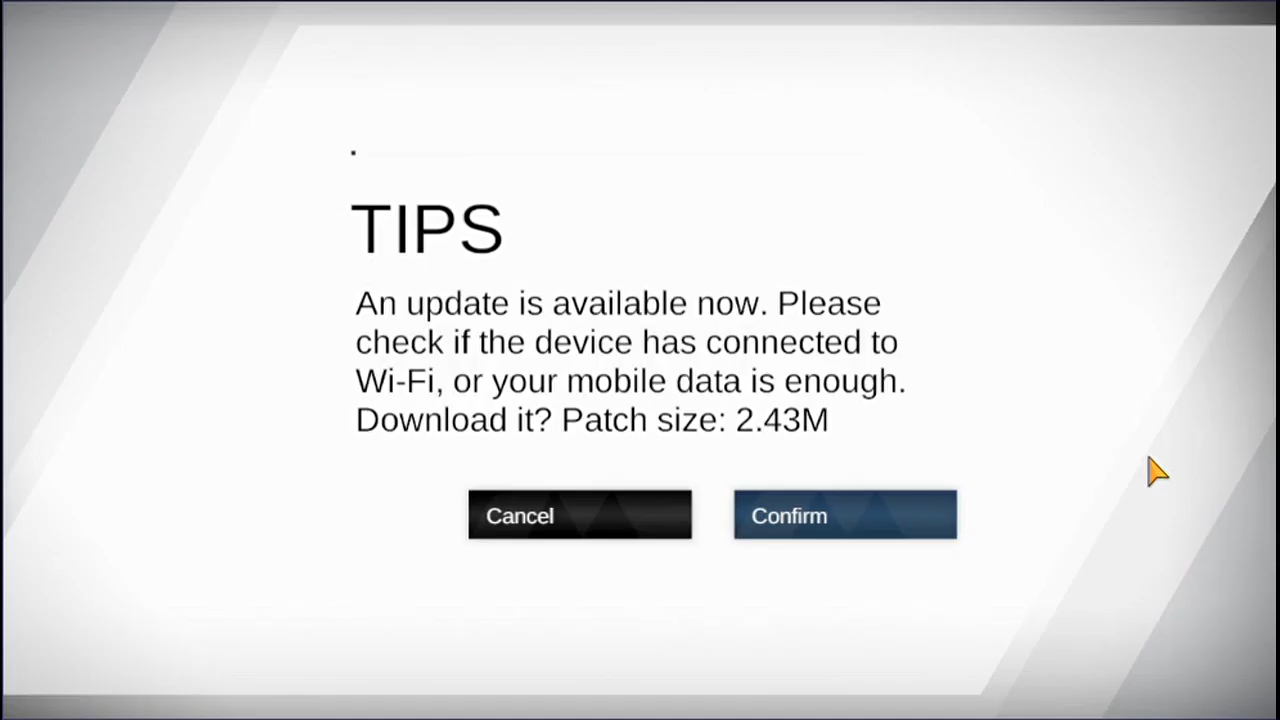 TIPS
An update is available now. Please
check if the device has connected to
Wi-Fi, or your mobile data is enough.
Download it? Patch size: 2.43M
Cancel
Confirm